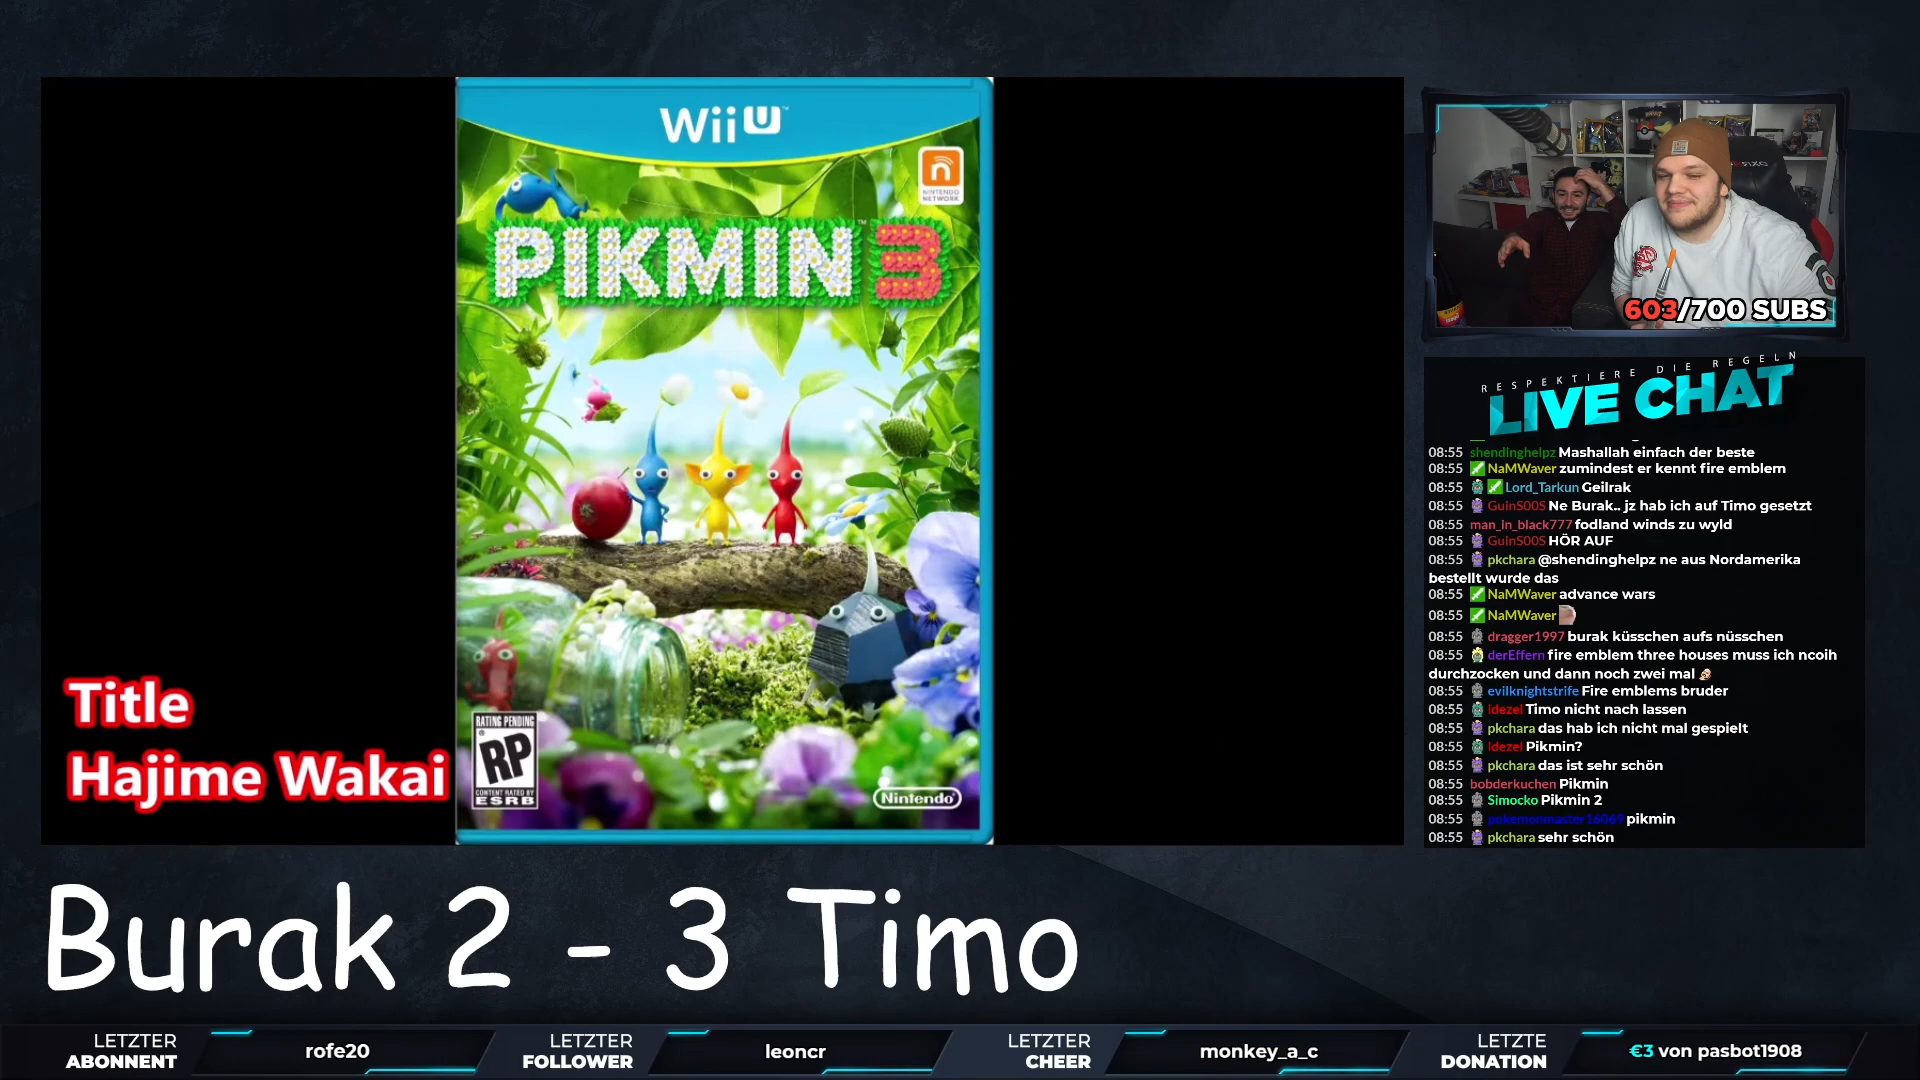 Wii U
NINTENDO
NETWORK
PIKMIN 3
Title
Hajime Wakai
RATING PENDING
RP
CONTENT RATED BY
ESRB
Nintendo
603/700 SUBS
RESPEKTIERE DIE REGELN
LIVE CHAT
08:55 shendinghelpz Mashallah einfach der beste
08:55 NaMWaver zumindest er kennt fire emblem
08:55 Lord_Tarkun Geilrak
08:55 GuinS00S Ne Burak.. jz hab ich auf Timo gesetzt
08:55 man_in_black777 fodland winds zu wyld
08:55 GuinS00S HÖR AUF
08:55 pkchara @shendinghelpz ne aus Nordamerika
bestellt wurde das
08:55 NaMWaver advance wars
08:55 NaMWaver
08:55 dragger1997 burak küsschen aufs nüsschen
08:55 derEffern fire emblem three houses muss ich ncoih
durchzocken und dann noch zwei mal
08:55 evilknightstrife Fire emblems bruder
08:55 idezel Timo nicht nach lassen
08:55 pkchara das hab ich nicht mal gespielt
08:55 idezel Pikmin?
08:55 pkchara das ist sehr schön
08:55 bobderkuchen Pikmin
08:55 Simocko Pikmin 2
08:55 pokemonmaster16069 pikmin
08:55 pkchara sehr schön
Burak 2 - 3 Timo
LETZTER
ABONNENT
rofe20
LETZTER
FOLLOWER
leoncr
LETZTER
CHEER
monkey_a_c
LETZTE
DONATION
€3 von pasbot1908